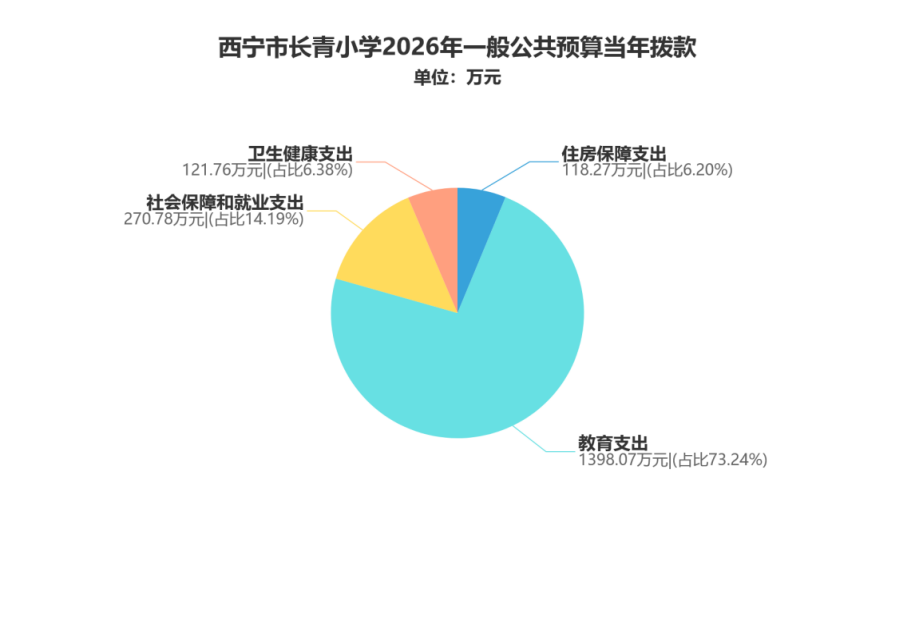 西宁市长青小学2026年一般公共预算当年拨款
单位：万元
卫生健康支出
121.76万元|(占比6.38%)
住房保障支出
118.27万元|(占比6.20%)
社会保障和就业支出
270.78万元|(占比14.19%)
教育支出
1398.07万元|(占比73.24%)